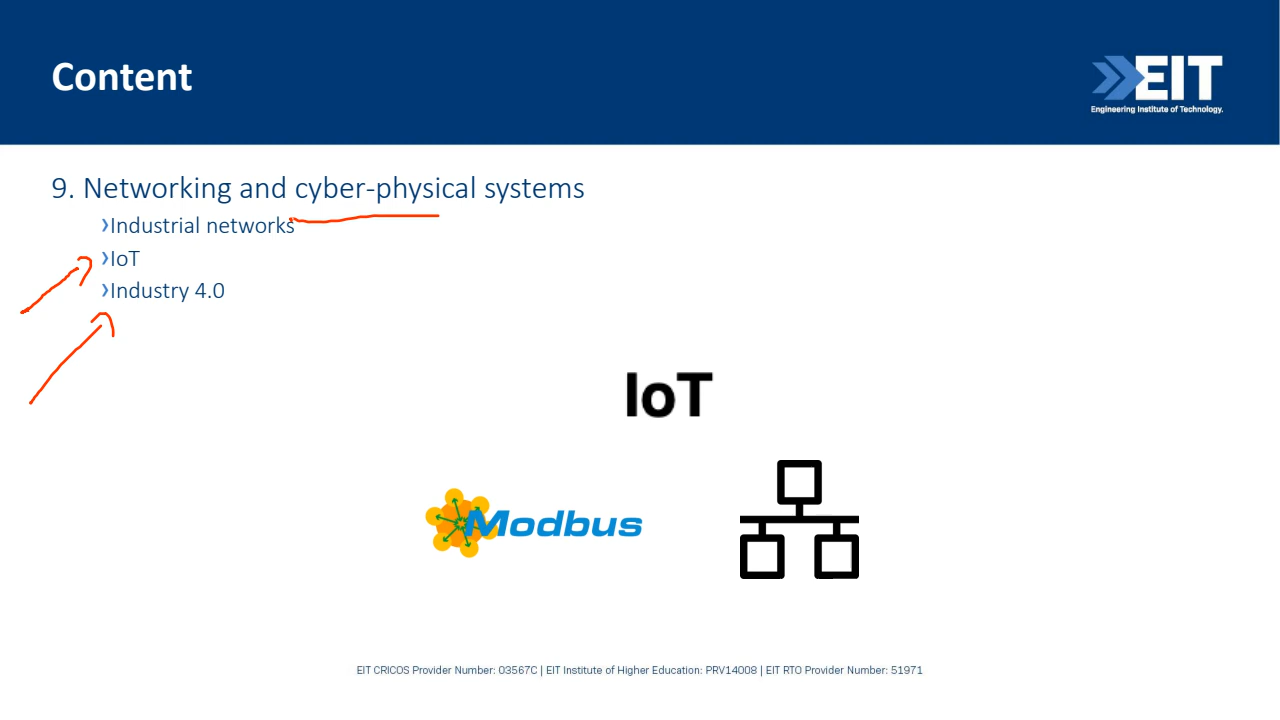 Content
EIT
Engineering Institute of Technology.
9. Networking and cyber-physical systems
›Industrial networks
›IoT
›Industry 4.0
IoT
Modbus
EIT CRICOS Provider Number: 03567C | EIT Institute of Higher Education: PRV14008 | EIT RTO Provider Number: 51971